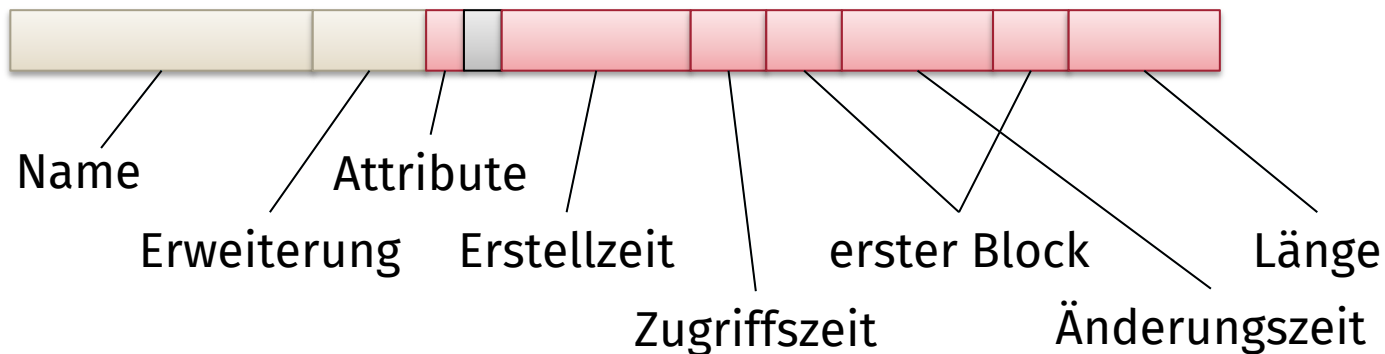 Name
Attribute
Erweiterung
Erstellzeit
erster Block
Länge
Zugriffszeit
Änderungszeit